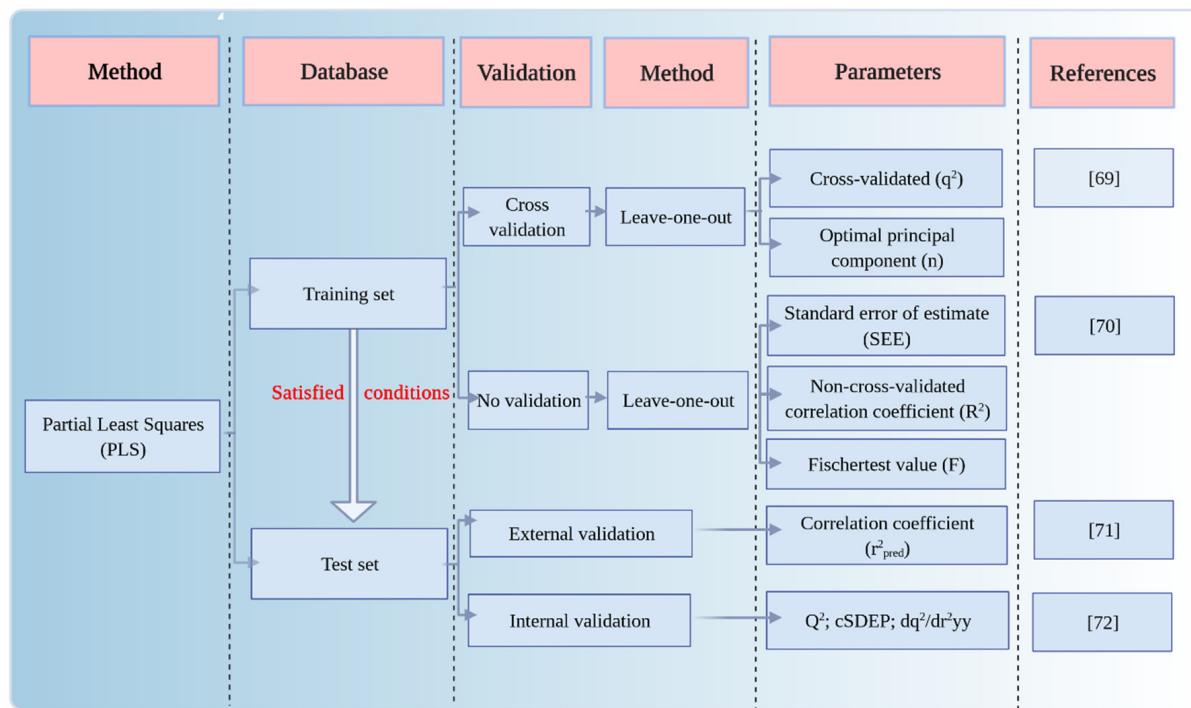 Method
Database
Validation
Method
Parameters
References
Partial Least Squares
(PLS)
Training set
Satisfied conditions
Test set
Cross
validation
Leave-one-out
Cross-validated (q²)
Optimal principal
component (n)
[69]
No validation
Leave-one-out
Standard error of estimate
(SEE)
Non-cross-validated
correlation coefficient (R²)
Fischertest value (F)
[70]
External validation
Correlation coefficient
(r²pred)
[71]
Internal validation
Q²; cSDEP; dq²/dr²yy
[72]